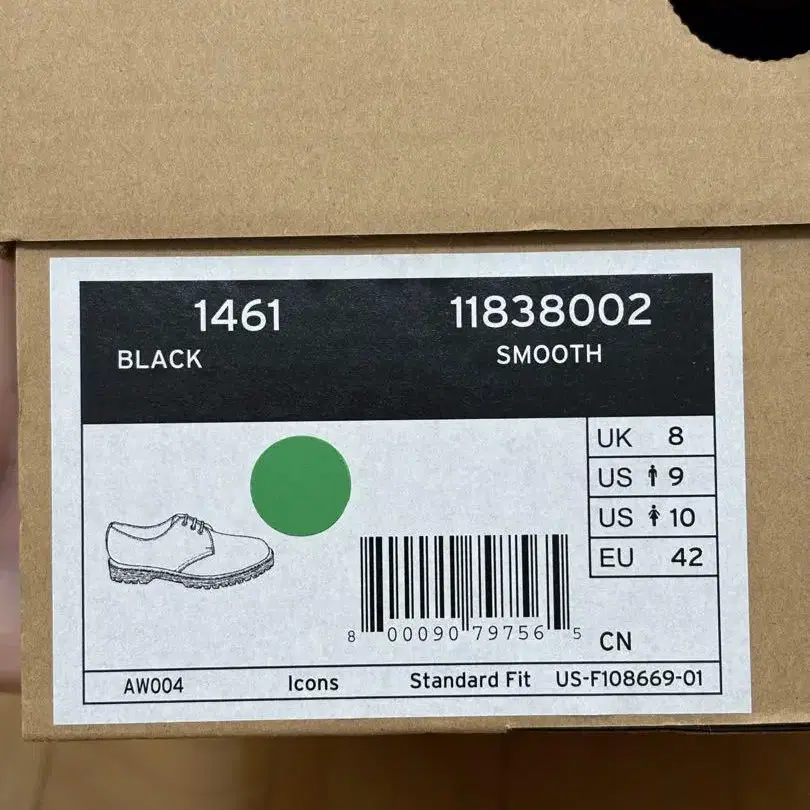 1461 11838002
BLACK SMOOTH
UK 8
US 9
US 10
EU 42
8 00090 79756 5
CN
AW004 Icons Standard Fit US-F108669-01